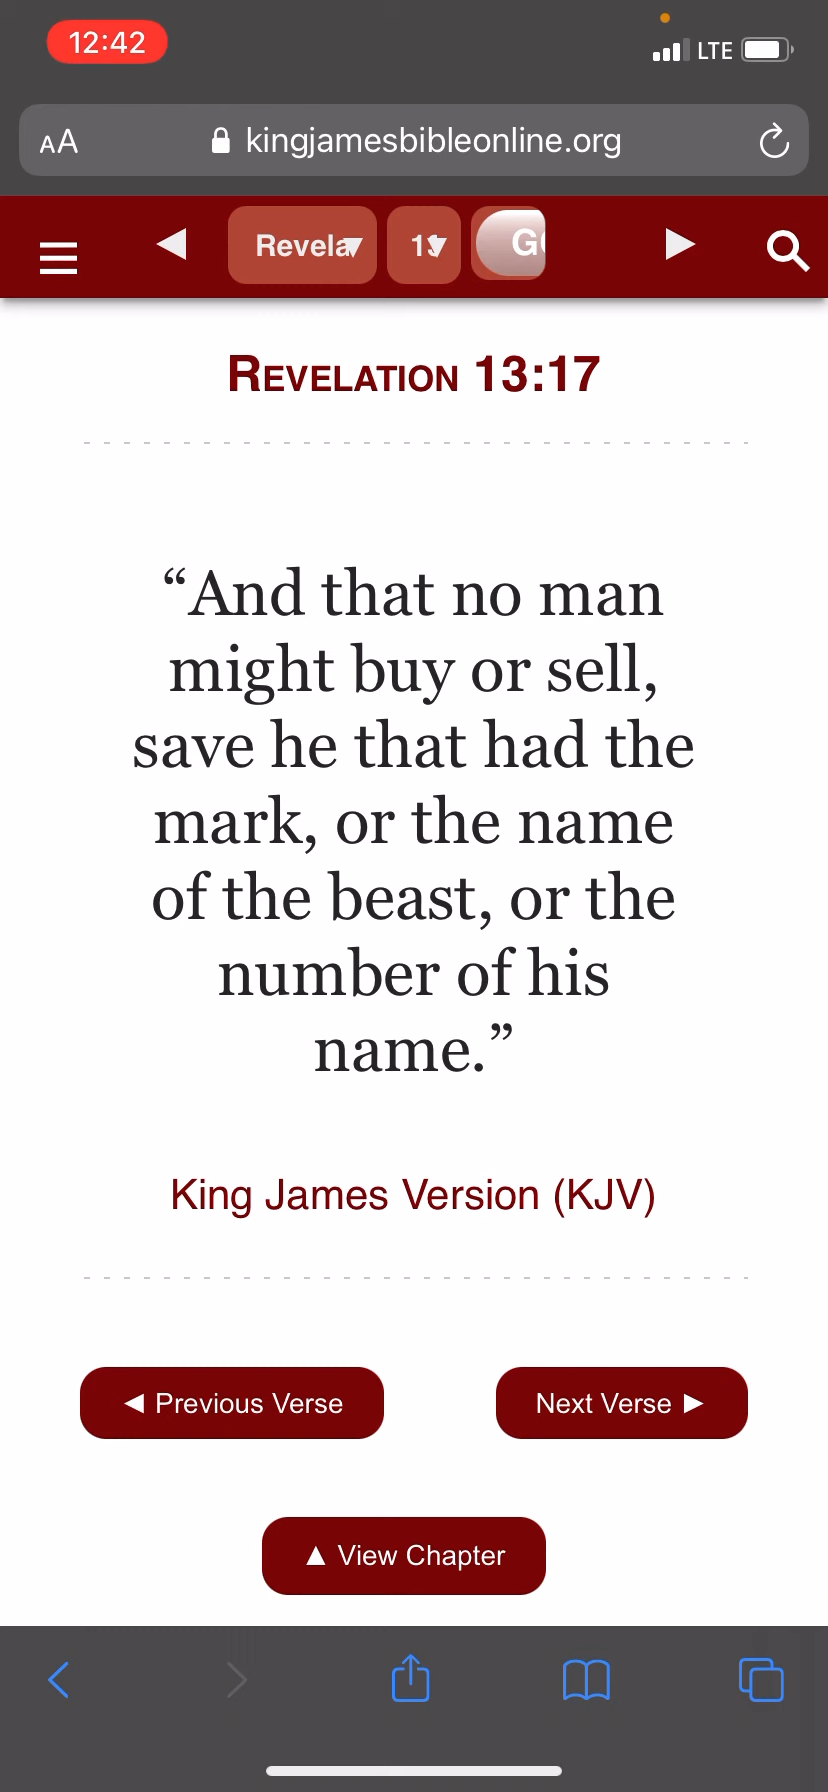 12:42
LTE
AA
kingjamesbibleonline.org
Revela
Revelation 13:17
“And that no man
might buy or sell,
save he that had the
mark, or the name
of the beast, or the
number of his
name.”
King James Version (KJV)
◀ Previous Verse
Next Verse ▶
▲ View Chapter